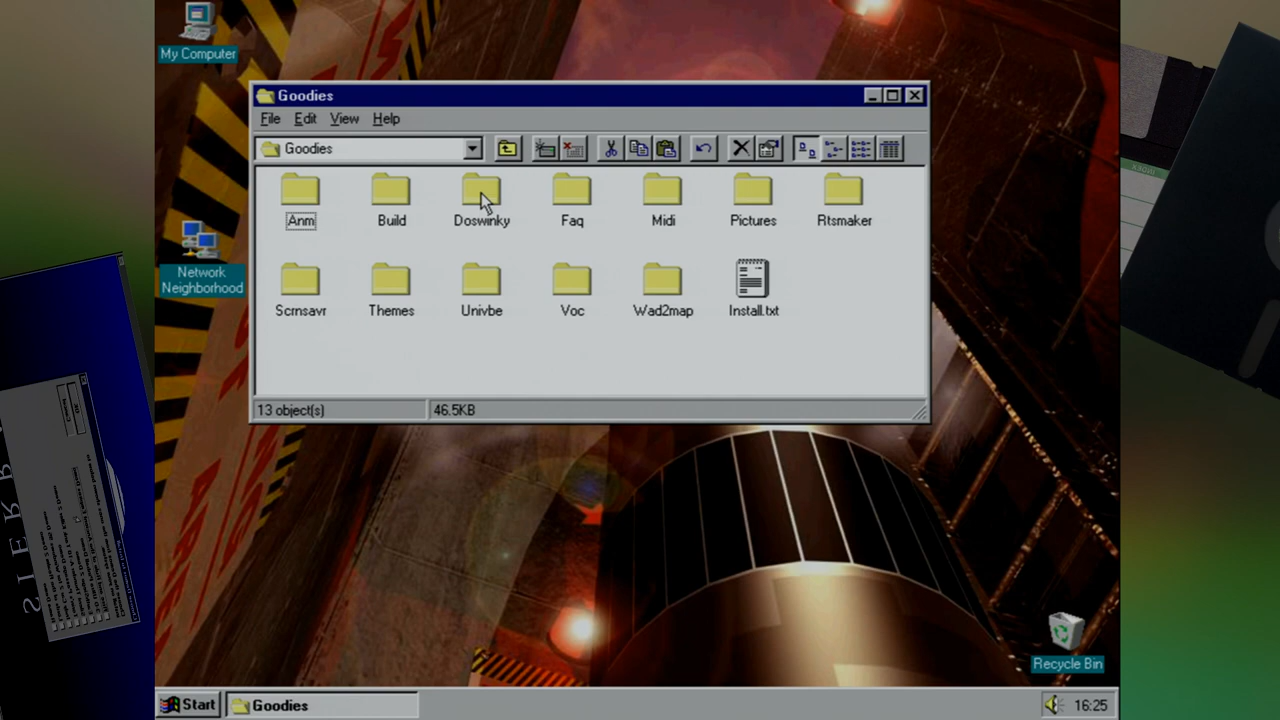 My Computer
Goodies
File Edit View Help
Goodies
Anm Build Doswinky Faq Midi Pictures Rtsmaker
Scrnsavr Themes Univbe Voc Wad2map Install.txt
13 object(s) 46.5KB
Network
Neighborhood
Recycle Bin
Start Goodies 16:25